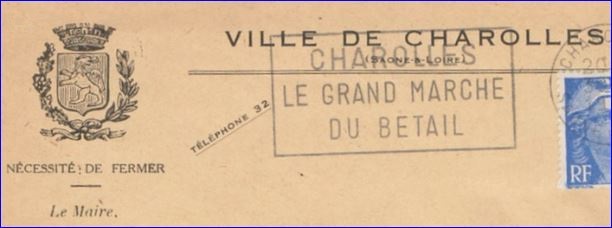 VILLE DE CHAROLLES
(SAONE-&-LOIRE)
CHAROLLES
LE GRAND MARCHE
DU BETAIL
TÉLÉPHONE 32
NÉCESSITÉ: DE FERMER
Le Maire,
RF